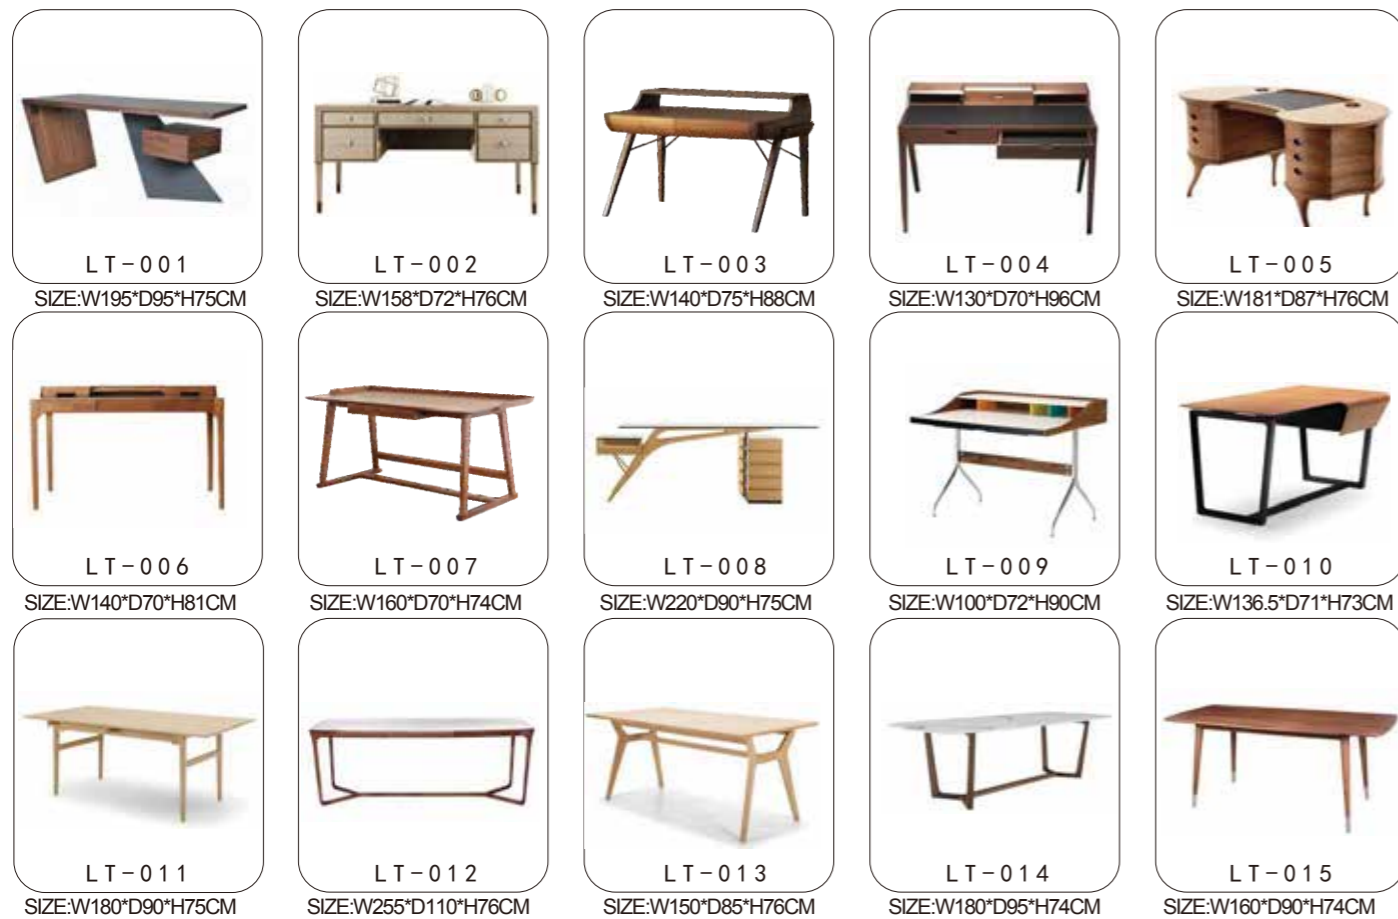 LT-001
LT-002
LT-003
LT-004
LT-005
SIZE:W195*D95*H75CM
SIZE:W158*D72*H76CM
SIZE:W140*D75*H88CM
SIZE:W130*D70*H96CM
SIZE:W181*D87*H76CM
LT-006
LT-007
LT-008
LT-009
LT-010
SIZE:W140*D70*H81CM
SIZE:W160*D70*H74CM
SIZE:W220*D90*H75CM
SIZE:W100*D72*H90CM
SIZE:W136.5*D71*H73CM
LT-011
LT-012
LT-013
LT-014
LT-015
SIZE:W180*D90*H75CM
SIZE:W255*D110*H76CM
SIZE:W150*D85*H76CM
SIZE:W180*D95*H74CM
SIZE:W160*D90*H74CM